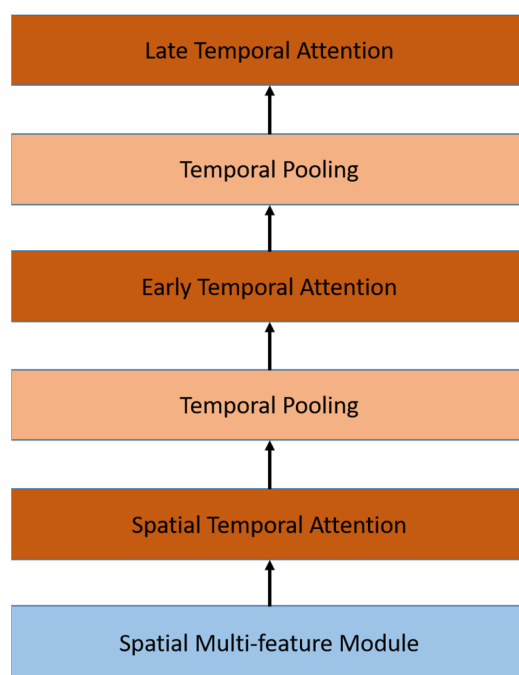 Late Temporal Attention
Temporal Pooling
Early Temporal Attention
Temporal Pooling
Spatial Temporal Attention
Spatial Multi-feature Module